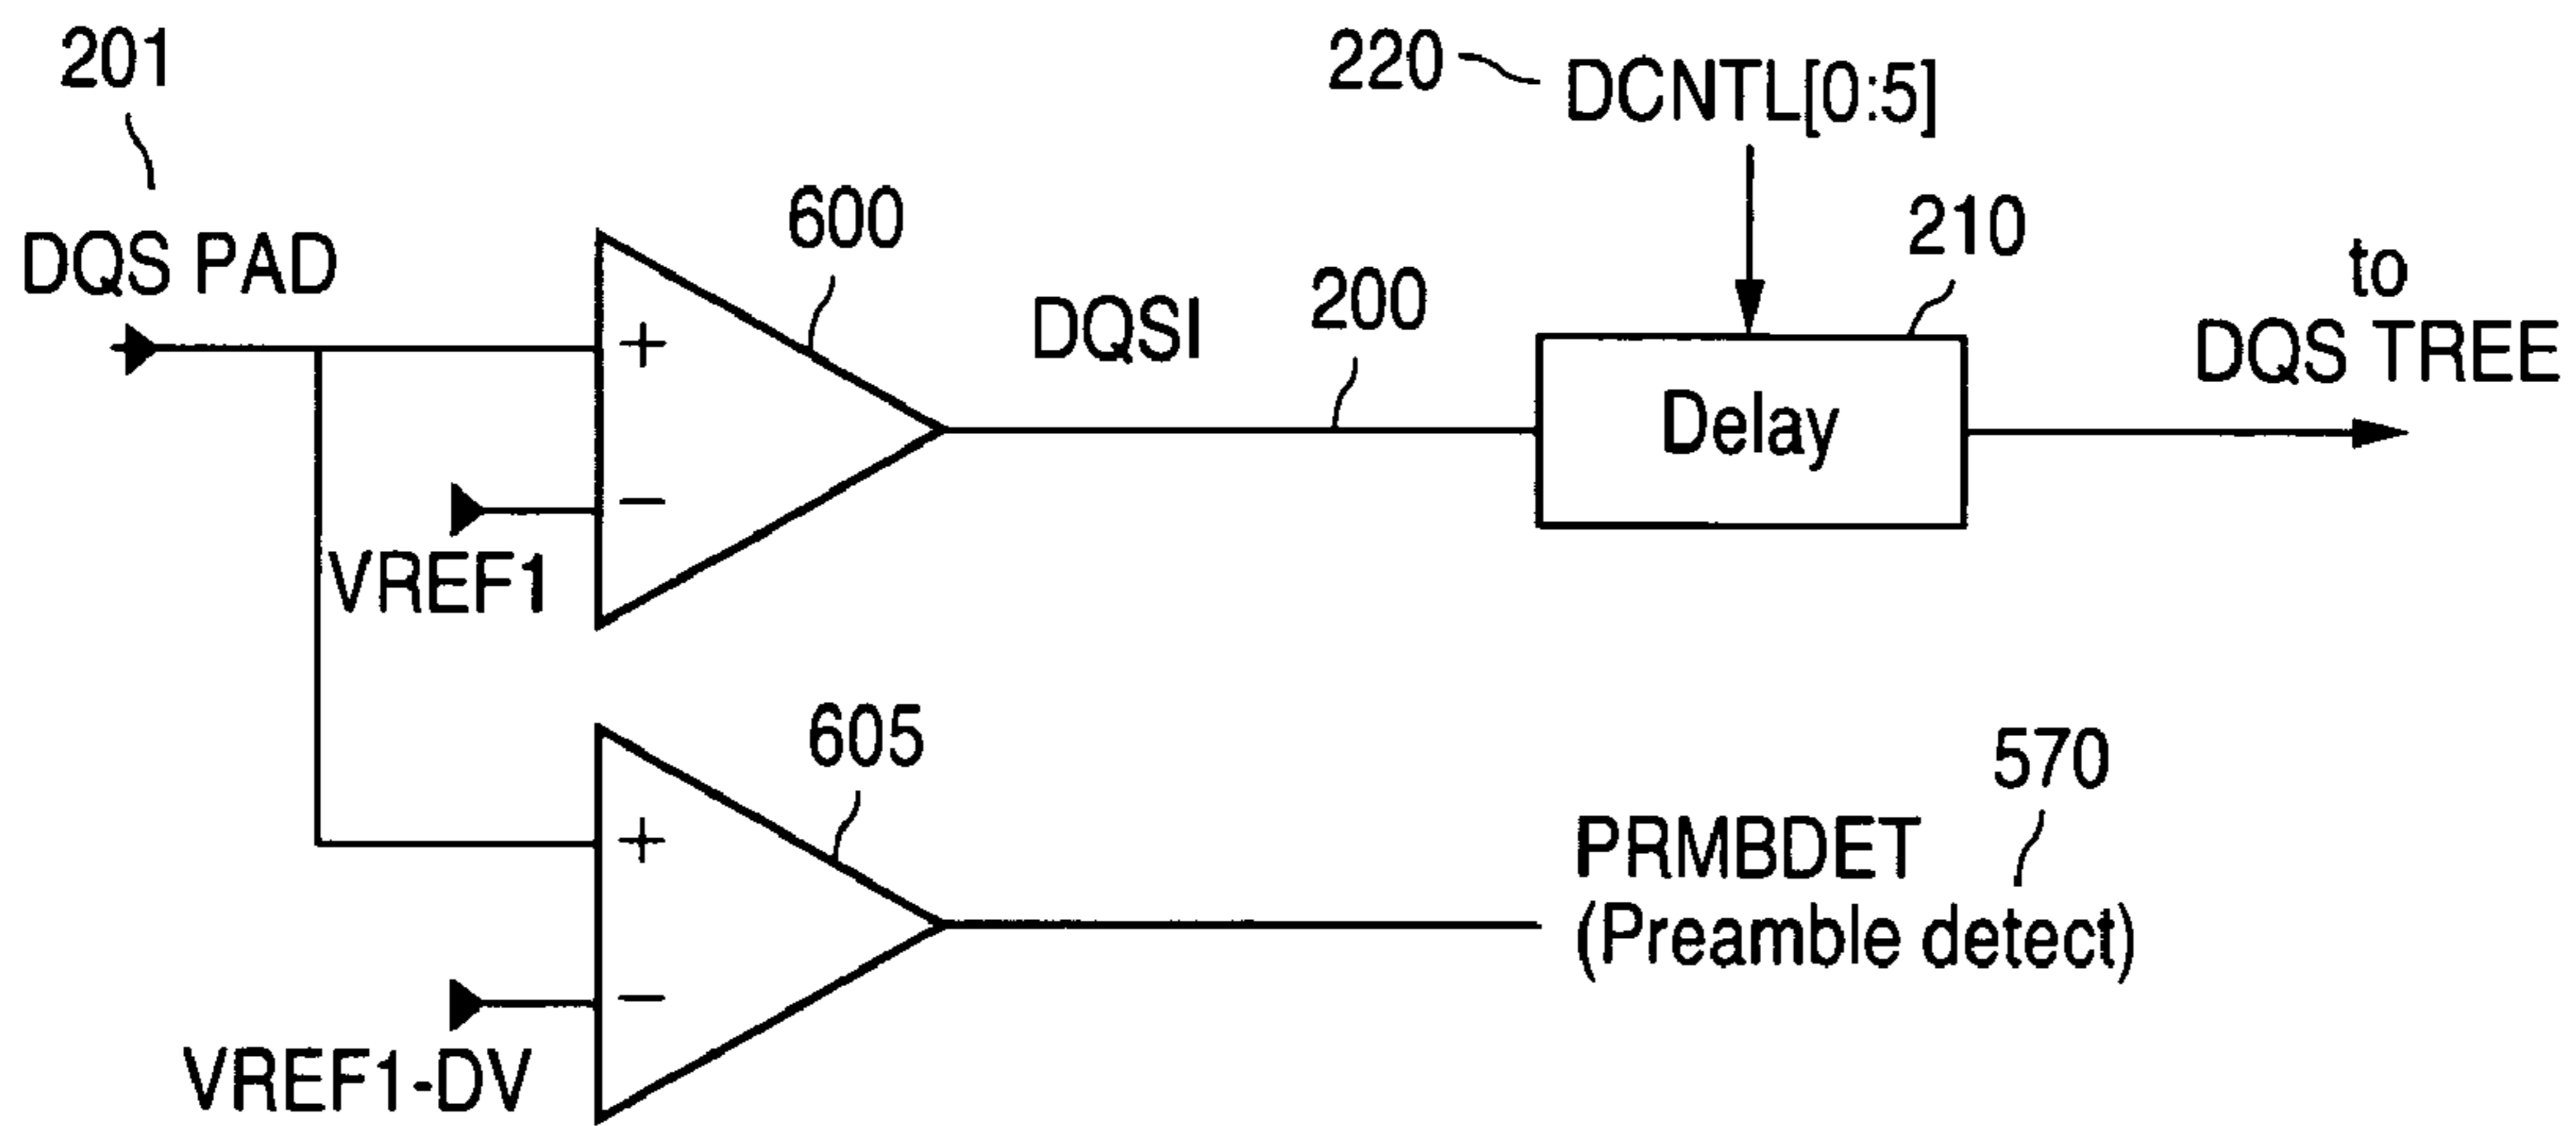 201
DQS PAD
220
DCNTL[0:5]
600
+
−
VREF1
DQSI
200
210
Delay
to
DQS TREE
605
+
−
VREF1-DV
570
PRMBDET
(Preamble detect)